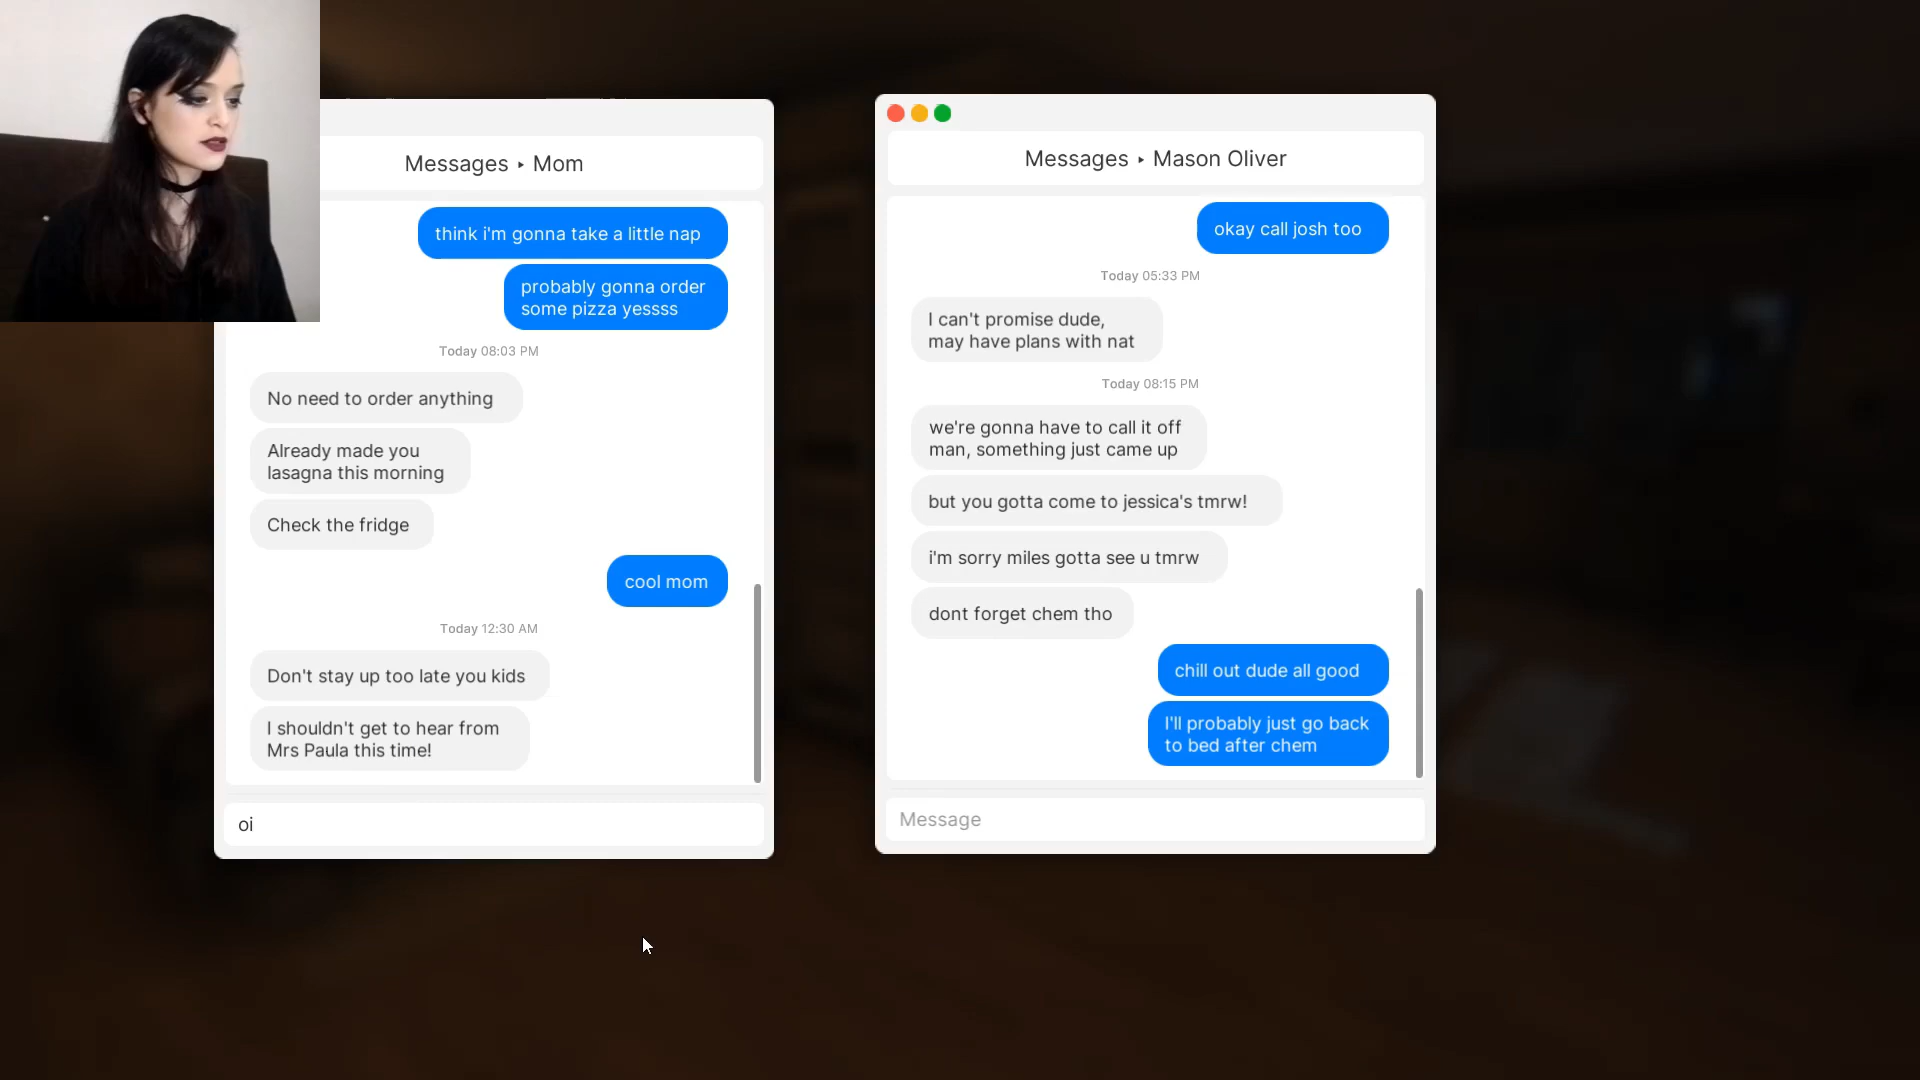 Messages ‣ Mom
think i'm gonna take a little nap
probably gonna order
some pizza yessss
Today 08:03 PM
No need to order anything
Already made you
lasagna this morning
Check the fridge
cool mom
Today 12:30 AM
Don't stay up too late you kids
I shouldn't get to hear from
Mrs Paula this time!
oi
Messages ‣ Mason Oliver
okay call josh too
Today 05:33 PM
I can't promise dude,
may have plans with nat
Today 08:15 PM
we're gonna have to call it off
man, something just came up
but you gotta come to jessica's tmrw!
i'm sorry miles gotta see u tmrw
dont forget chem tho
chill out dude all good
I'll probably just go back
to bed after chem
Message